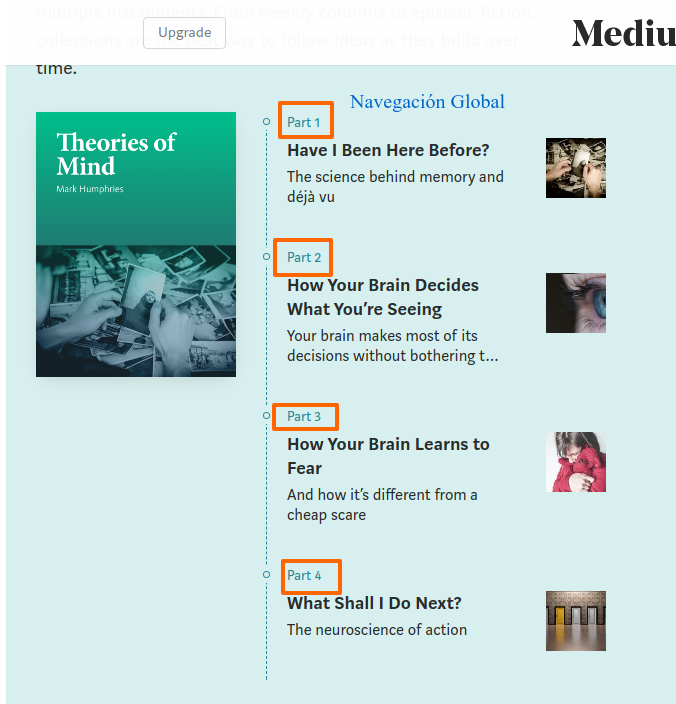 multiple installments. From weekly columns to episodic fiction,
collections are the best way to follow ideas as they build over
time.
Upgrade
Mediu
Navegación Global
Theories of
Mind
Mark Humphries
Part 1
Have I Been Here Before?
The science behind memory and
déjà vu
Part 2
How Your Brain Decides
What You’re Seeing
Your brain makes most of its
decisions without bothering t…
Part 3
How Your Brain Learns to
Fear
And how it’s different from a
cheap scare
Part 4
What Shall I Do Next?
The neuroscience of action